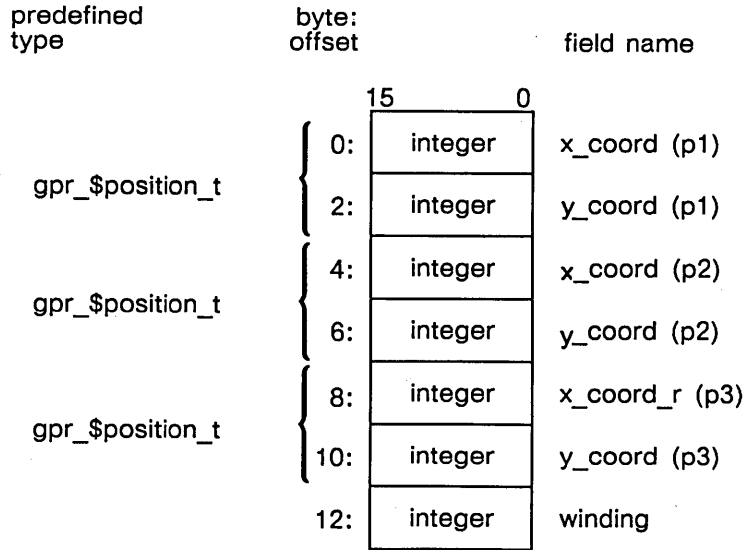 predefined type
byte: offset
field name
15 0
gpr_$position_t
0: integer x_coord (p1)
2: integer y_coord (p1)
gpr_$position_t
4: integer x_coord (p2)
6: integer y_coord (p2)
gpr_$position_t
8: integer x_coord_r (p3)
10: integer y_coord (p3)
12: integer winding